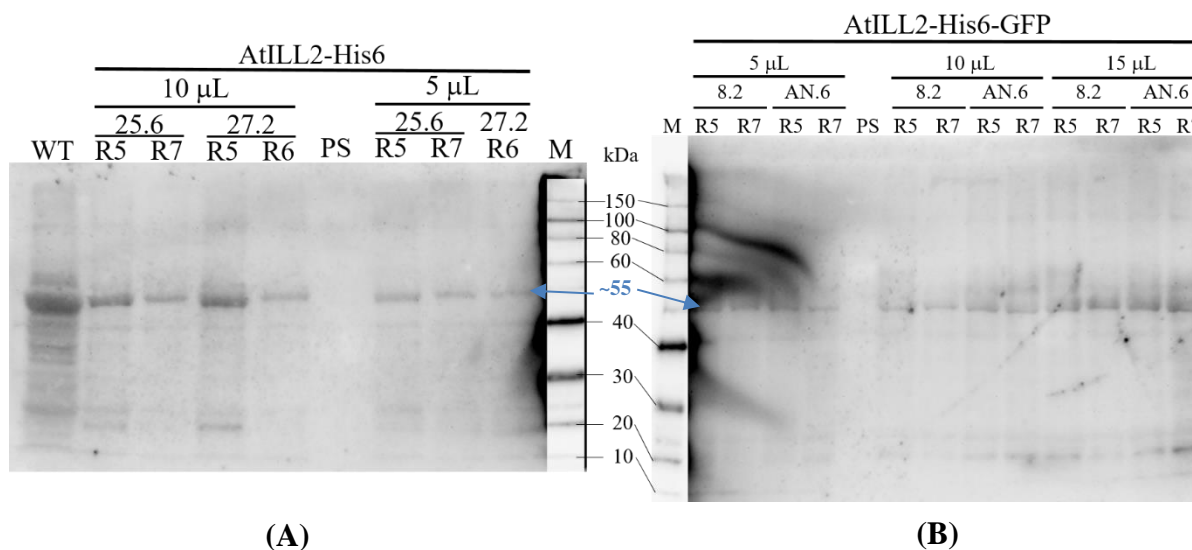 AtILL2-His6
10 µL 5 µL
25.6 27.2 25.6 27.2
WT R5 R7 R5 R6 PS R5 R7 R6 M
AtILL2-His6-GFP
5 µL 10 µL 15 µL
8.2 AN.6 8.2 AN.6 8.2 AN.6
M R5 R7 R5 R7 PS R5 R7 R5 R7 R5 R7 R5
kDa
150
100
80
60
~55
40
30
20
10
(A)
(B)